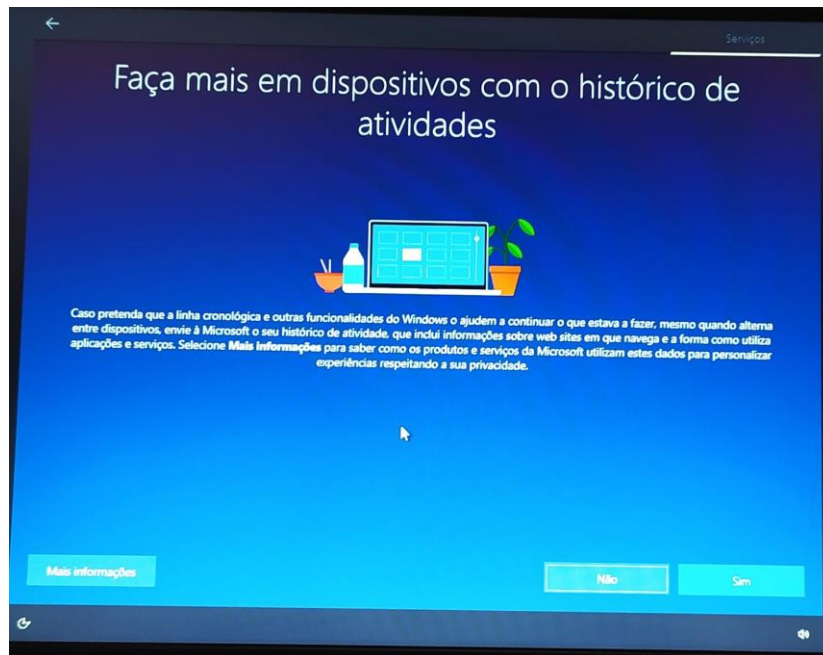 Serviços
Faça mais em dispositivos com o histórico de
atividades
Caso pretenda que a linha cronológica e outras funcionalidades do Windows o ajudem a continuar o que estava a fazer, mesmo quando alterna
entre dispositivos, envie à Microsoft o seu histórico de atividade, que inclui informações sobre web sites em que navega e a forma como utiliza
aplicações e serviços. Selecione Mais informações para saber como os produtos e serviços da Microsoft utilizam estes dados para personalizar
experiências respeitando a sua privacidade.
Mais informações
Não
Sim